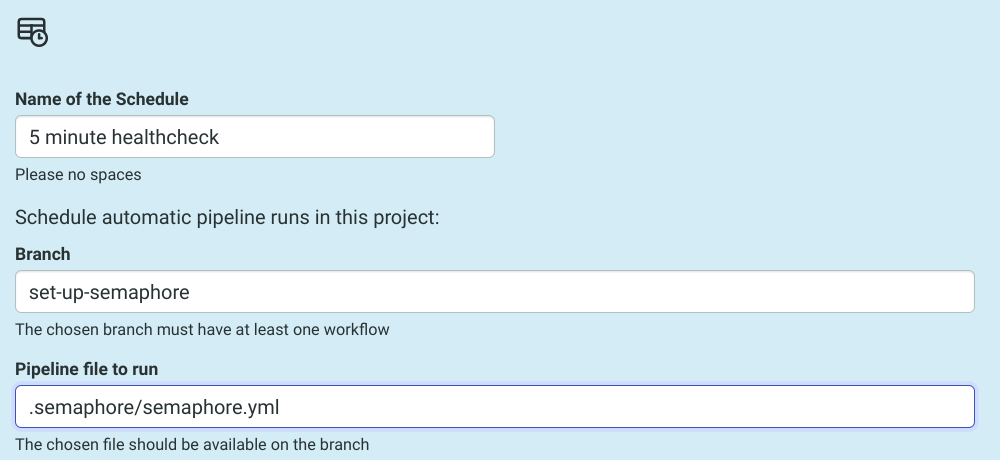 Name of the Schedule
5 minute healthcheck
Please no spaces
Schedule automatic pipeline runs in this project:
Branch
set-up-semaphore
The chosen branch must have at least one workflow
Pipeline file to run
.semaphore/semaphore.yml
The chosen file should be available on the branch